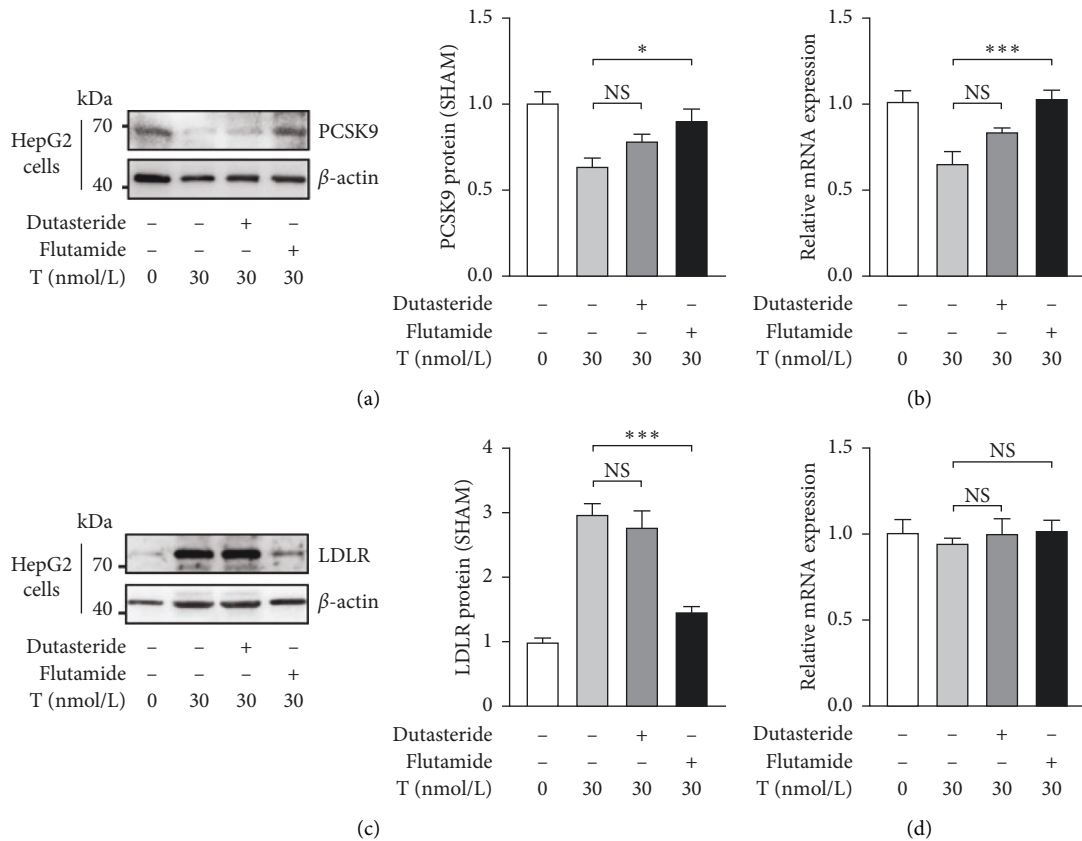 kDa
70
40
HepG2
cells
PCSK9
β-actin
Dutasteride – – + –
Flutamide – – – +
T (nmol/L) 0 30 30 30
PCSK9 protein (SHAM)
1.5
1.0
0.5
0.0
*
NS
Dutasteride – – + –
Flutamide – – – +
T (nmol/L) 0 30 30 30
(a)
Relative mRNA expression
1.5
1.0
0.5
0.0
***
NS
Dutasteride – – + –
Flutamide – – – +
T (nmol/L) 0 30 30 30
(b)
kDa
70
40
HepG2
cells
LDLR
β-actin
Dutasteride – – + –
Flutamide – – – +
T (nmol/L) 0 30 30 30
LDLR protein (SHAM)
4
3
2
1
0
***
NS
Dutasteride – – + –
Flutamide – – – +
T (nmol/L) 0 30 30 30
(c)
Relative mRNA expression
1.5
1.0
0.5
0.0
NS
NS
Dutasteride – – + –
Flutamide – – – +
T (nmol/L) 0 30 30 30
(d)